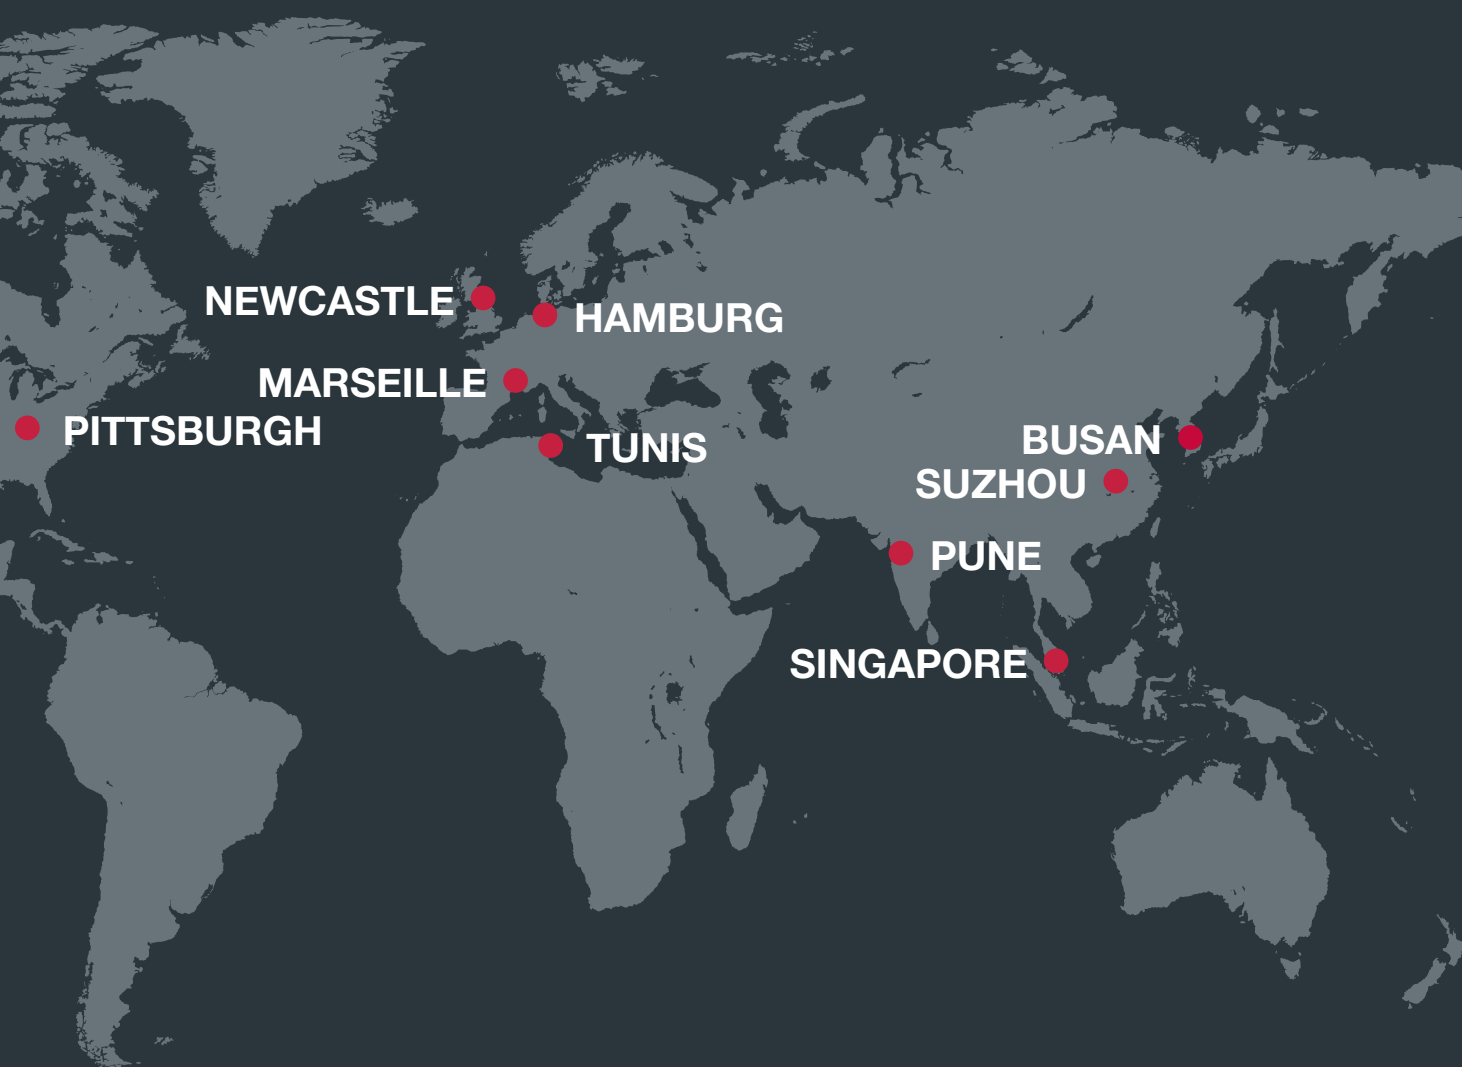 NEWCASTLE
HAMBURG
MARSEILLE
PITTSBURGH
TUNIS
BUSAN
SUZHOU
PUNE
SINGAPORE